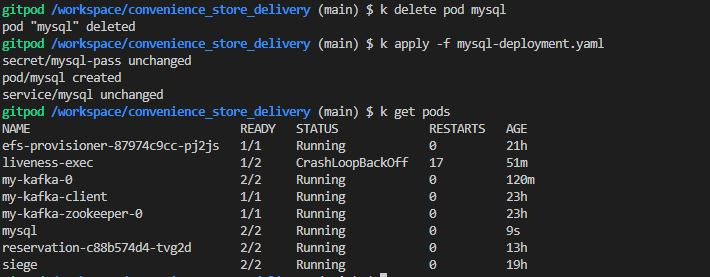 gitpod /workspace/convenience_store_delivery (main) $ k delete pod mysql
pod "mysql" deleted
gitpod /workspace/convenience_store_delivery (main) $ k apply -f mysql-deployment.yaml
secret/mysql-pass unchanged
pod/mysql created
service/mysql unchanged
gitpod /workspace/convenience_store_delivery (main) $ k get pods
NAME READY STATUS RESTARTS AGE
efs-provisioner-87974c9cc-pj2js 1/1 Running 0 21h
liveness-exec 1/2 CrashLoopBackOff 17 51m
my-kafka-0 2/2 Running 0 120m
my-kafka-client 1/1 Running 0 23h
my-kafka-zookeeper-0 1/1 Running 0 23h
mysql 2/2 Running 0 9s
reservation-c88b574d4-tvg2d 2/2 Running 0 13h
siege 2/2 Running 0 19h